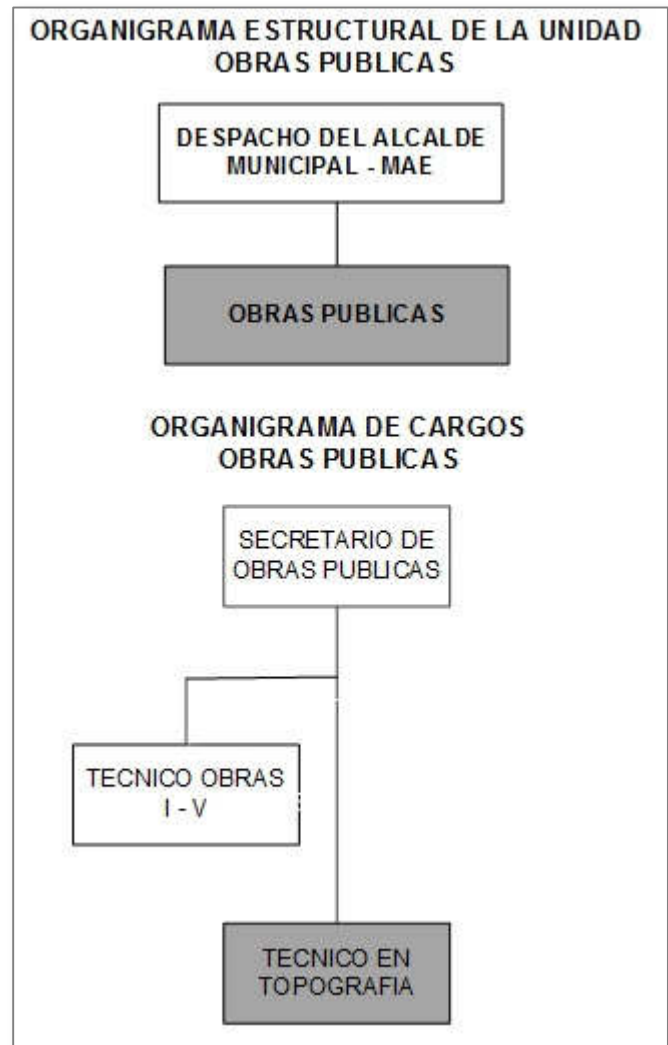 ORGANIGRAMA ESTRUCTURAL DE LA UNIDAD
OBRAS PUBLICAS
DESPACHO DEL ALCALDE
MUNICIPAL - MAE
OBRAS PUBLICAS
ORGANIGRAMA DE CARGOS
OBRAS PUBLICAS
SECRETARIO DE
OBRAS PUBLICAS
TECNICO OBRAS
I - V
TECNICO EN
TOPOGRAFIA